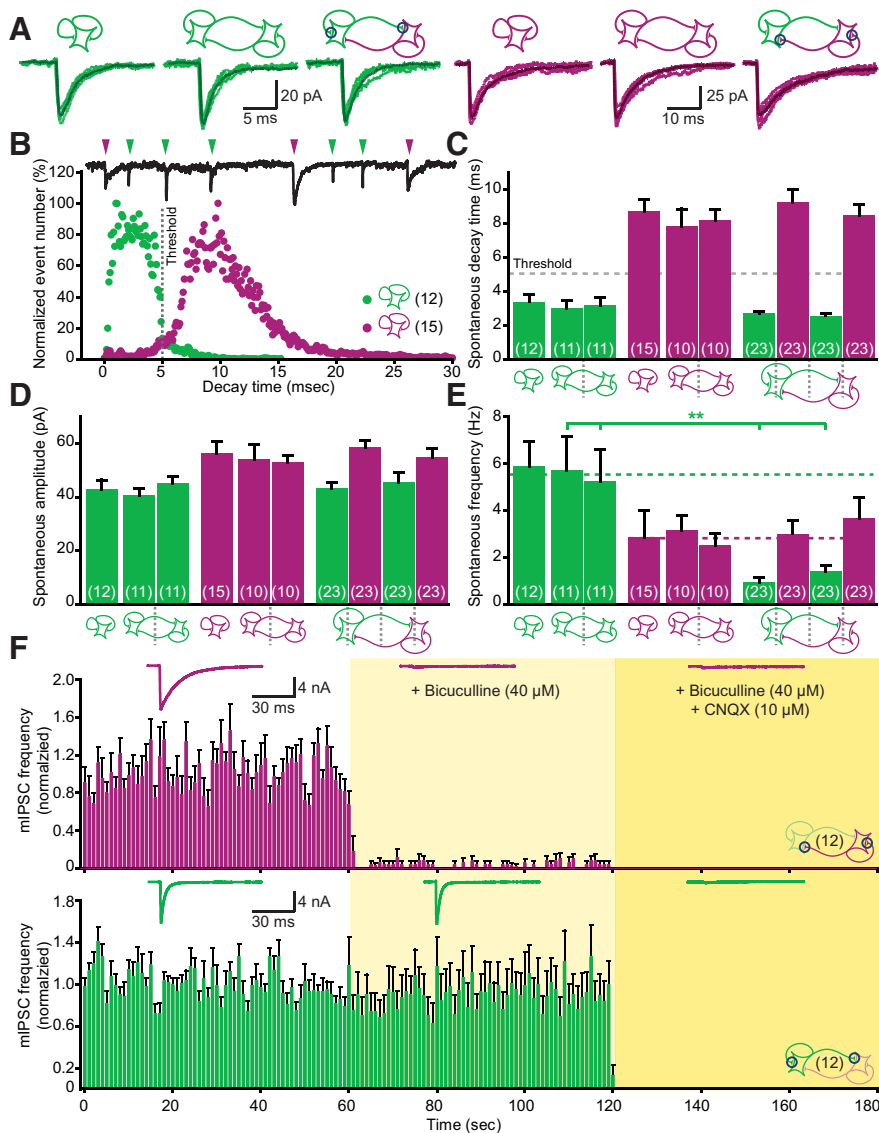 A
20 pA
5 ms
25 pA
10 ms
B
Normalized event number (%)
120
100
80
60
40
20
0
Threshold
(12)
(15)
0 5 10 15 20 25 30
Decay time (msec)
C
Spontaneous decay time (ms)
10
8
6
4
2
0
Threshold
(12) (11) (11) (15) (10) (10) (23) (23) (23) (23)
D
Spontaneous amplitude (pA)
80
60
40
20
0
(12) (11) (11) (15) (10) (10) (23) (23) (23) (23)
E
Spontaneous frequency (Hz)
8
6
4
2
0
**
(12) (11) (11) (15) (10) (10) (23) (23) (23) (23)
F
mIPSC frequency
(normalzied)
2.0
1.6
1.2
0.8
0.4
0
4 nA
30 ms
+ Bicuculline (40 µM)
+ Bicuculline (40 µM)
+ CNQX (10 µM)
(12)
mIPSC frequency
(normalzied)
1.8
1.4
1.0
0.6
0.2
0
4 nA
30 ms
(12)
0 20 40 60 80 100 120 140 160 180
Time (sec)